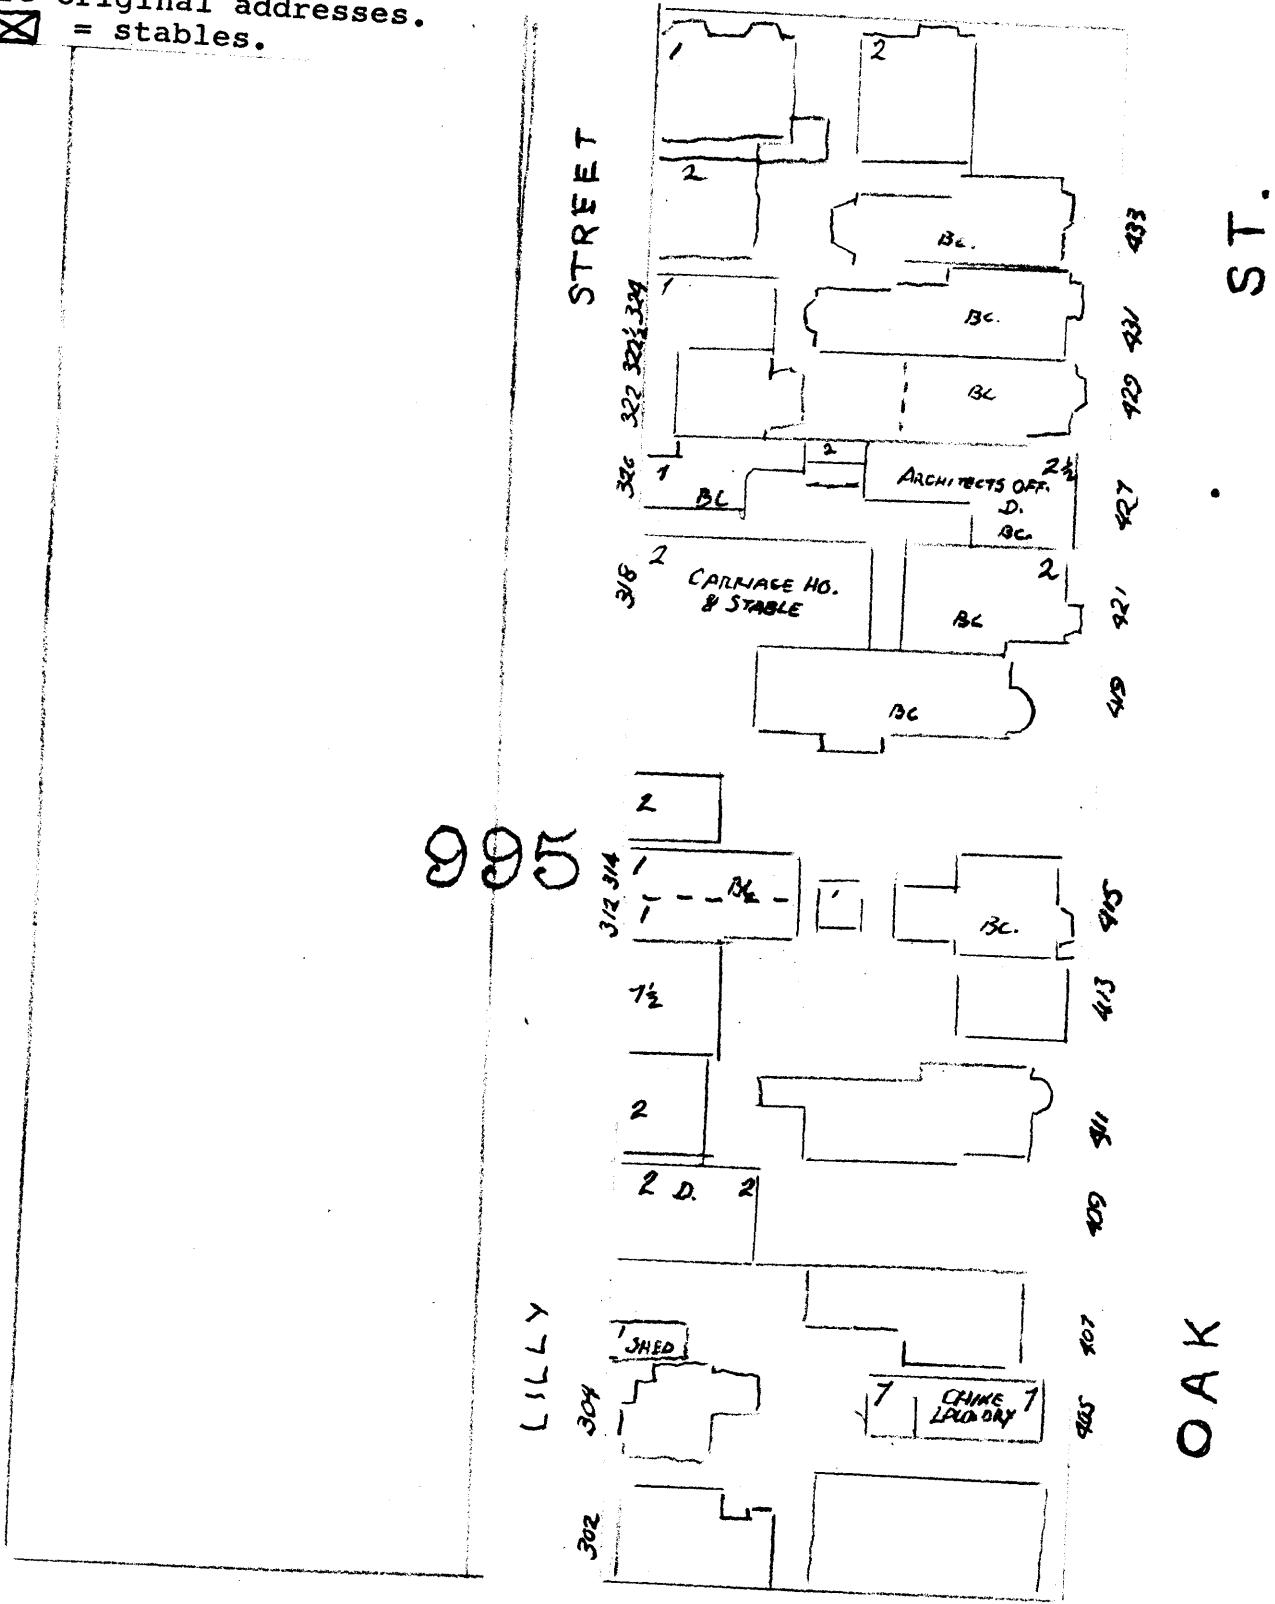 original addresses.
= stables.
STREET
ST.
1
2
2
433
BC.
1
324
322½
BC.
431
322
BC
429
326
1
BC
2
ARCHITECTS OFF.
2½
D.
BC.
427
318
2
CARRIAGE HO.
& STABLE
2
BC
421
BC
419
995
2
314
1
BC
312
1
1
BC.
415
1½
413
2
411
2 D. 2
409
LILLY
OAK
1
SHED
407
304
1
CHINE
LAUNDRY
1
405
302